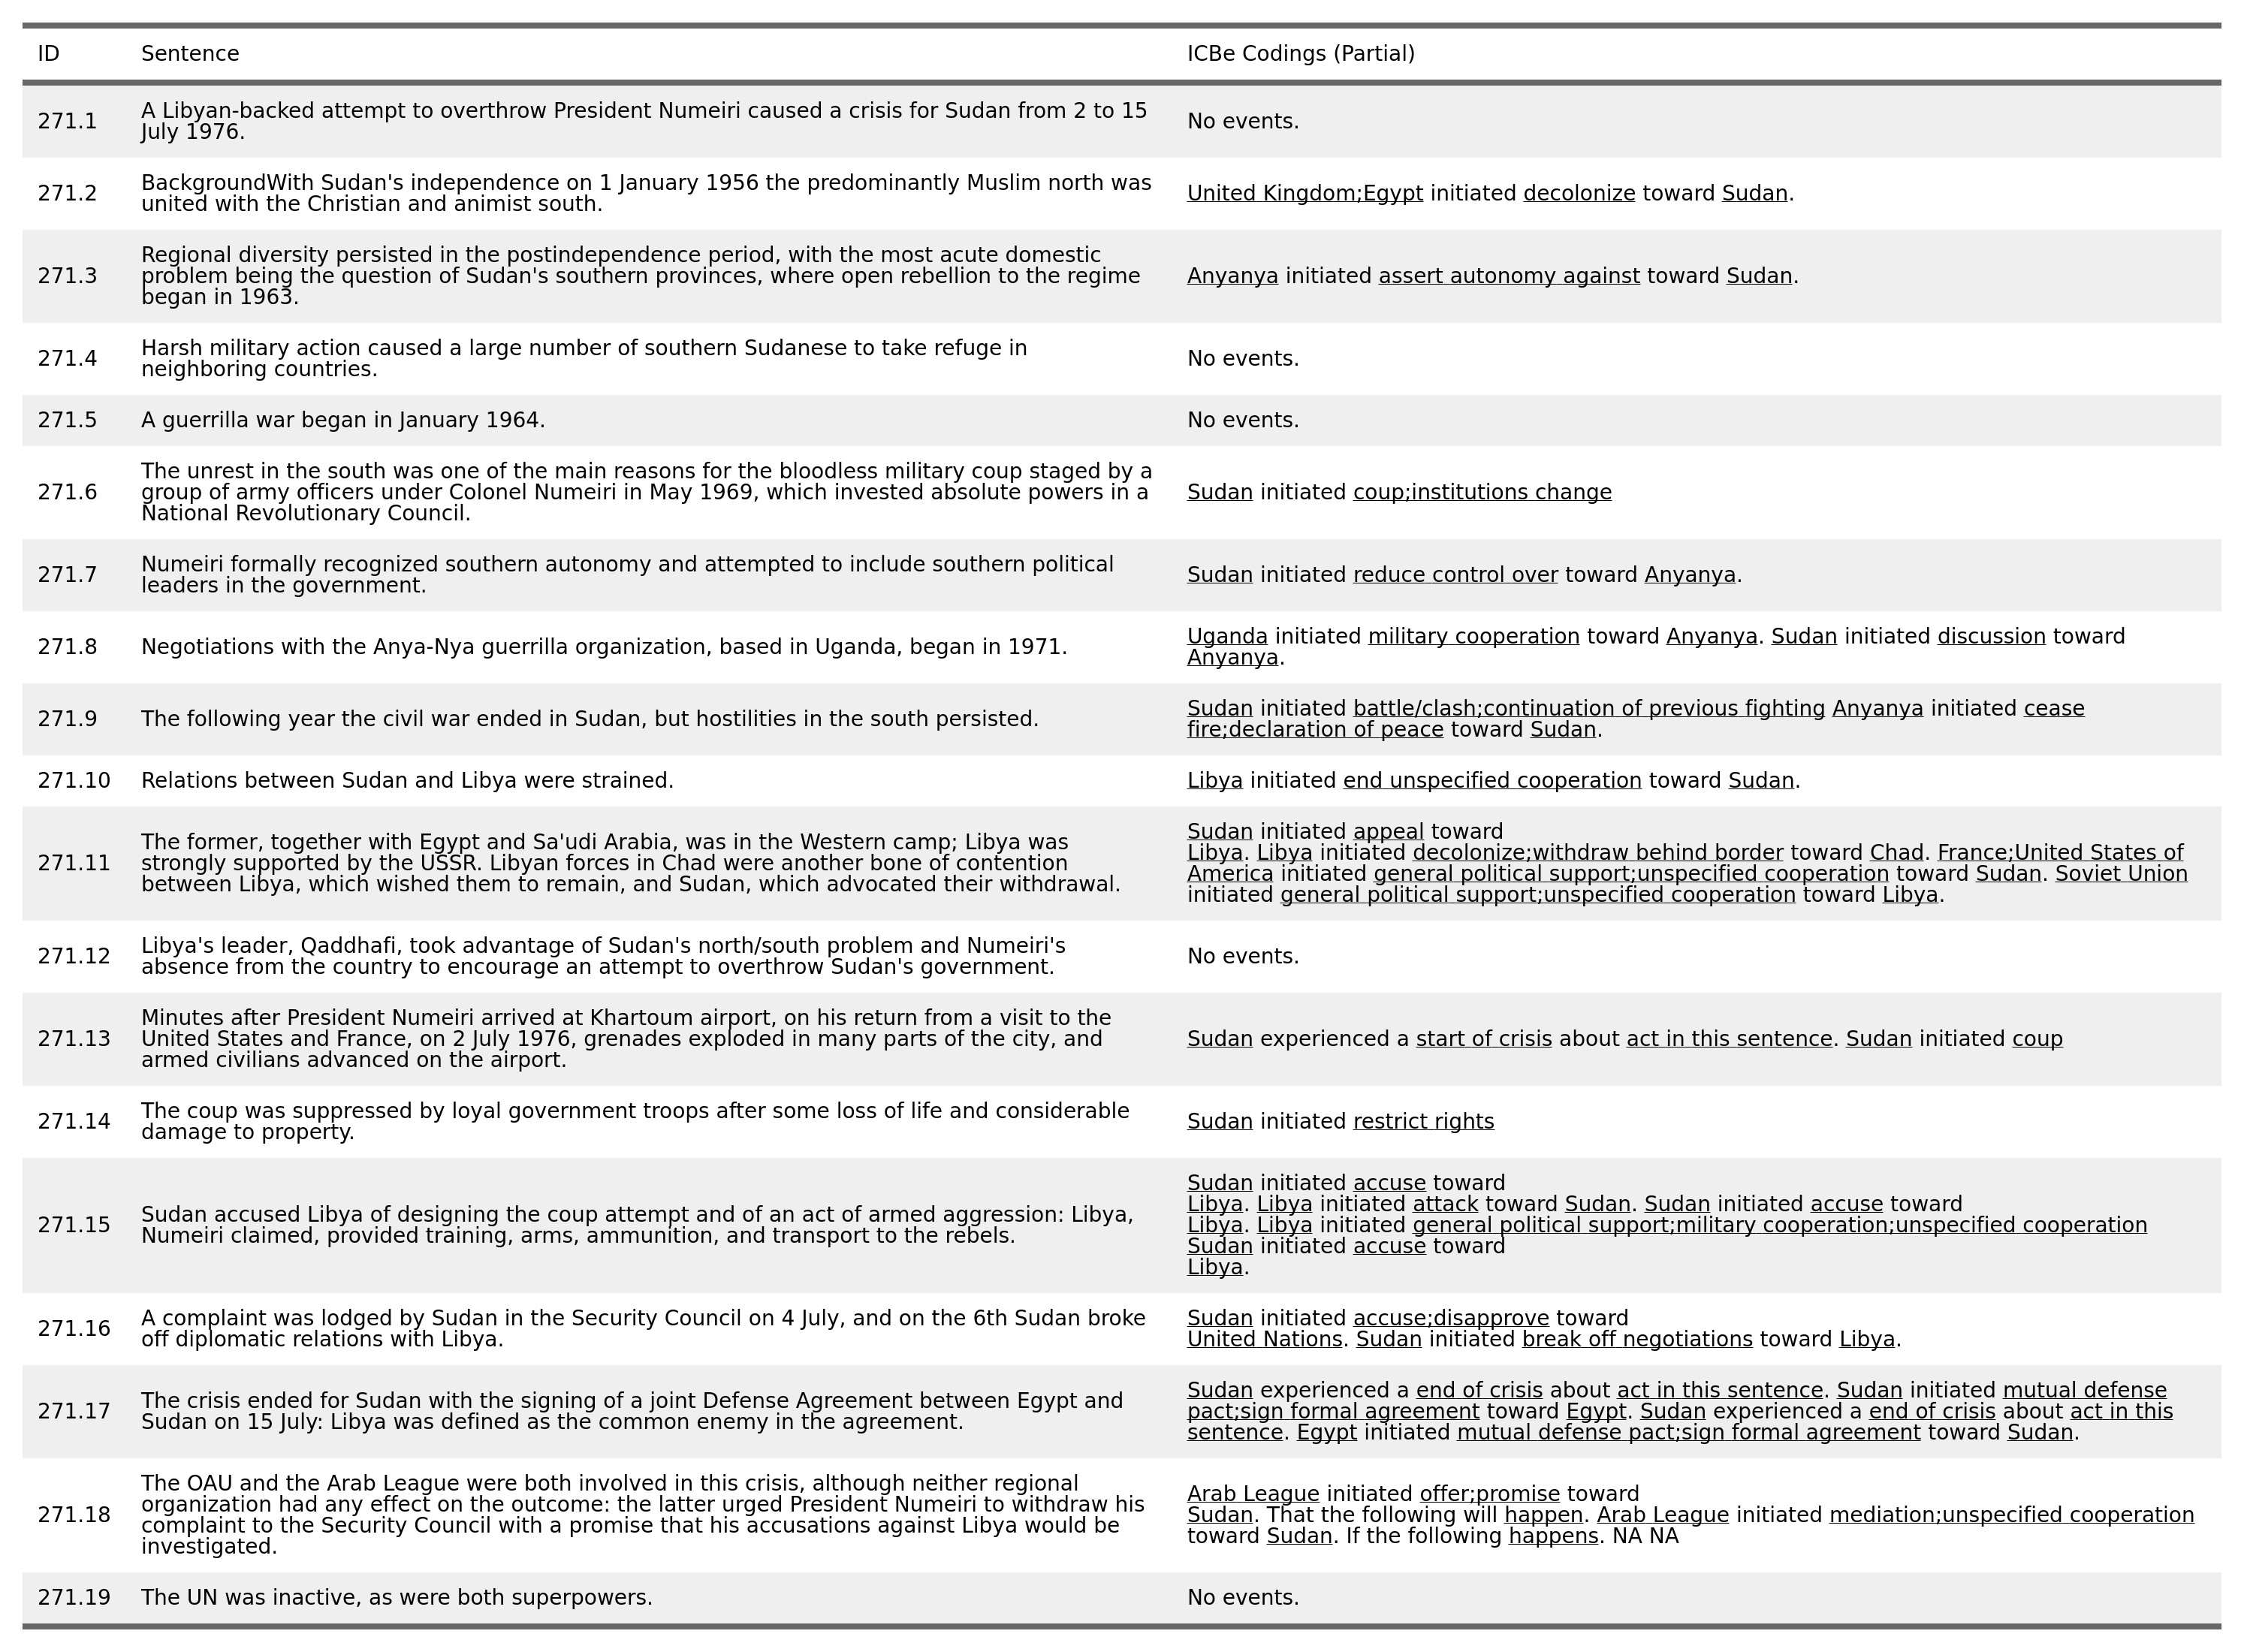 ID Sentence ICBe Codings (Partial)
271.1 A Libyan-backed attempt to overthrow President Numeiri caused a crisis for Sudan from 2 to 15
July 1976.
No events.
271.2 BackgroundWith Sudan's independence on 1 January 1956 the predominantly Muslim north was
united with the Christian and animist south.
United Kingdom;Egypt initiated decolonize toward Sudan.
271.3 Regional diversity persisted in the postindependence period, with the most acute domestic
problem being the question of Sudan's southern provinces, where open rebellion to the regime
began in 1963.
Anyanya initiated assert autonomy against toward Sudan.
271.4 Harsh military action caused a large number of southern Sudanese to take refuge in
neighboring countries.
No events.
271.5 A guerrilla war began in January 1964.
No events.
271.6 The unrest in the south was one of the main reasons for the bloodless military coup staged by a
group of army officers under Colonel Numeiri in May 1969, which invested absolute powers in a
National Revolutionary Council.
Sudan initiated coup;institutions change
271.7 Numeiri formally recognized southern autonomy and attempted to include southern political
leaders in the government.
Sudan initiated reduce control over toward Anyanya.
271.8 Negotiations with the Anya-Nya guerrilla organization, based in Uganda, began in 1971.
Uganda initiated military cooperation toward Anyanya. Sudan initiated discussion toward
Anyanya.
271.9 The following year the civil war ended in Sudan, but hostilities in the south persisted.
Sudan initiated battle/clash;continuation of previous fighting Anyanya initiated cease
fire;declaration of peace toward Sudan.
271.10 Relations between Sudan and Libya were strained.
Libya initiated end unspecified cooperation toward Sudan.
271.11 The former, together with Egypt and Sa'udi Arabia, was in the Western camp; Libya was
strongly supported by the USSR. Libyan forces in Chad were another bone of contention
between Libya, which wished them to remain, and Sudan, which advocated their withdrawal.
Sudan initiated appeal toward
Libya. Libya initiated decolonize;withdraw behind border toward Chad. France;United States of
America initiated general political support;unspecified cooperation toward Sudan. Soviet Union
initiated general political support;unspecified cooperation toward Libya.
271.12 Libya's leader, Qaddhafi, took advantage of Sudan's north/south problem and Numeiri's
absence from the country to encourage an attempt to overthrow Sudan's government.
No events.
271.13 Minutes after President Numeiri arrived at Khartoum airport, on his return from a visit to the
United States and France, on 2 July 1976, grenades exploded in many parts of the city, and
armed civilians advanced on the airport.
Sudan experienced a start of crisis about act in this sentence. Sudan initiated coup
271.14 The coup was suppressed by loyal government troops after some loss of life and considerable
damage to property.
Sudan initiated restrict rights
271.15 Sudan accused Libya of designing the coup attempt and of an act of armed aggression: Libya,
Numeiri claimed, provided training, arms, ammunition, and transport to the rebels.
Sudan initiated accuse toward
Libya. Libya initiated attack toward Sudan. Sudan initiated accuse toward
Libya. Libya initiated general political support;military cooperation;unspecified cooperation
Sudan initiated accuse toward
Libya.
271.16 A complaint was lodged by Sudan in the Security Council on 4 July, and on the 6th Sudan broke
off diplomatic relations with Libya.
Sudan initiated accuse;disapprove toward
United Nations. Sudan initiated break off negotiations toward Libya.
271.17 The crisis ended for Sudan with the signing of a joint Defense Agreement between Egypt and
Sudan on 15 July: Libya was defined as the common enemy in the agreement.
Sudan experienced a end of crisis about act in this sentence. Sudan initiated mutual defense
pact;sign formal agreement toward Egypt. Sudan experienced a end of crisis about act in this
sentence. Egypt initiated mutual defense pact;sign formal agreement toward Sudan.
271.18 The OAU and the Arab League were both involved in this crisis, although neither regional
organization had any effect on the outcome: the latter urged President Numeiri to withdraw his
complaint to the Security Council with a promise that his accusations against Libya would be
investigated.
Arab League initiated offer;promise toward
Sudan. That the following will happen. Arab League initiated mediation;unspecified cooperation
toward Sudan. If the following happens. NA NA
271.19 The UN was inactive, as were both superpowers.
No events.